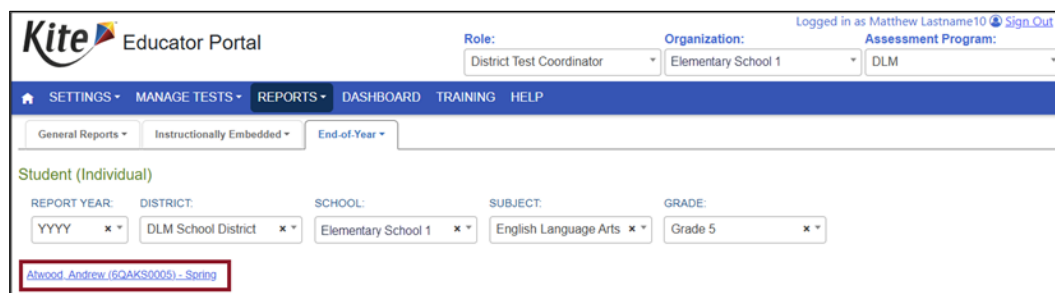 Logged in as Matthew Lastname10 Sign Out
Kite Educator Portal
Role: Organization: Assessment Program:
District Test Coordinator Elementary School 1 DLM
SETTINGS MANAGE TESTS REPORTS DASHBOARD TRAINING HELP
General Reports Instructionally Embedded End-of-Year
Student (Individual)
REPORT YEAR: DISTRICT: SCHOOL: SUBJECT: GRADE:
YYYY × DLM School District × Elementary School 1 × English Language Arts × Grade 5 ×
Atwood, Andrew (6QAKS0005) - Spring